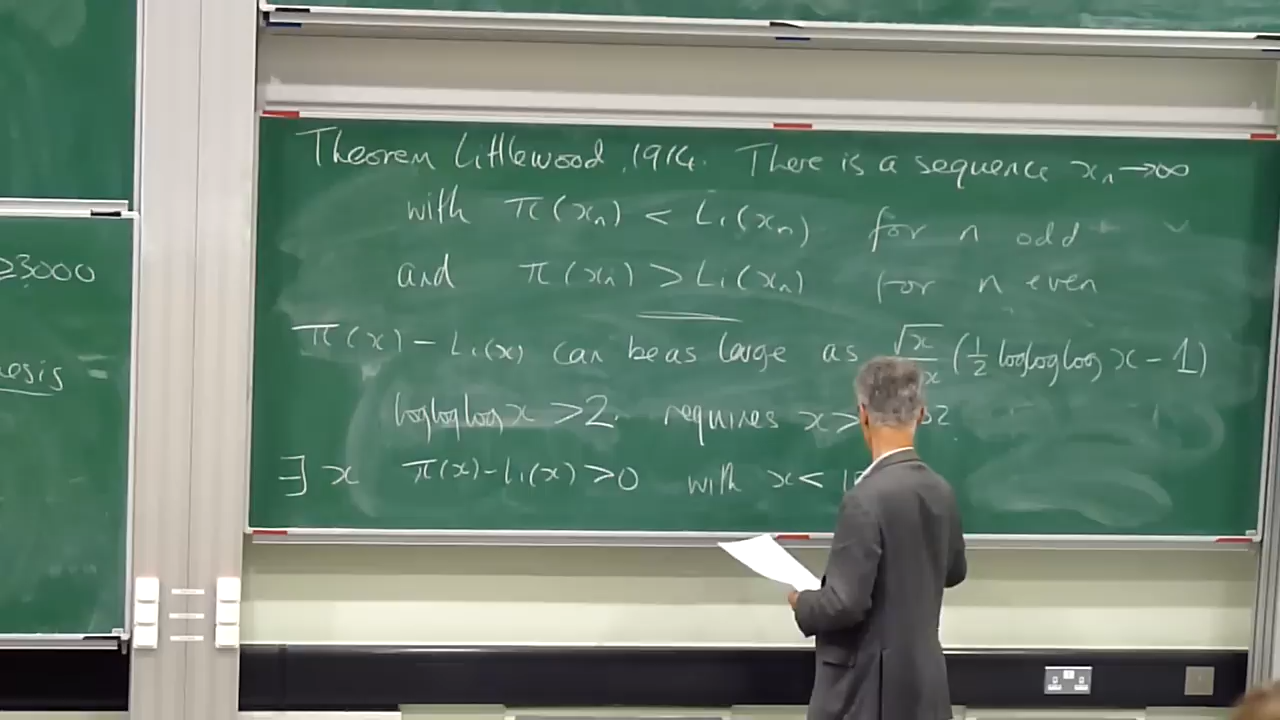 ≥3000
esis =
Theorem Littlewood, 1914. There is a sequence xₙ→∞
with π(xₙ) < Li(xₙ) for n odd
and π(xₙ) > Li(xₙ) for n even
π(x) - Li(x) can be as large as √x / x (½ logloglog x - 1)
logloglog x > 2. requires x >
∃ x π(x) - Li(x) > 0 with x < 10